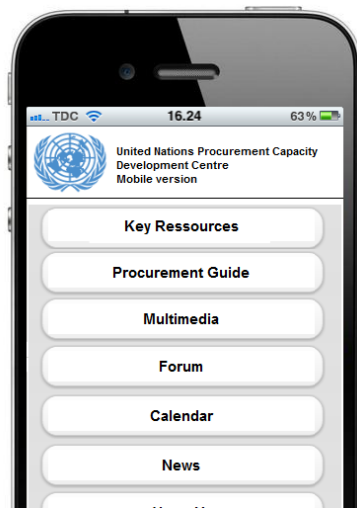 TDC 16.24 63%
United Nations Procurement Capacity
Development Centre
Mobile version
Key Ressources
Procurement Guide
Multimedia
Forum
Calendar
News